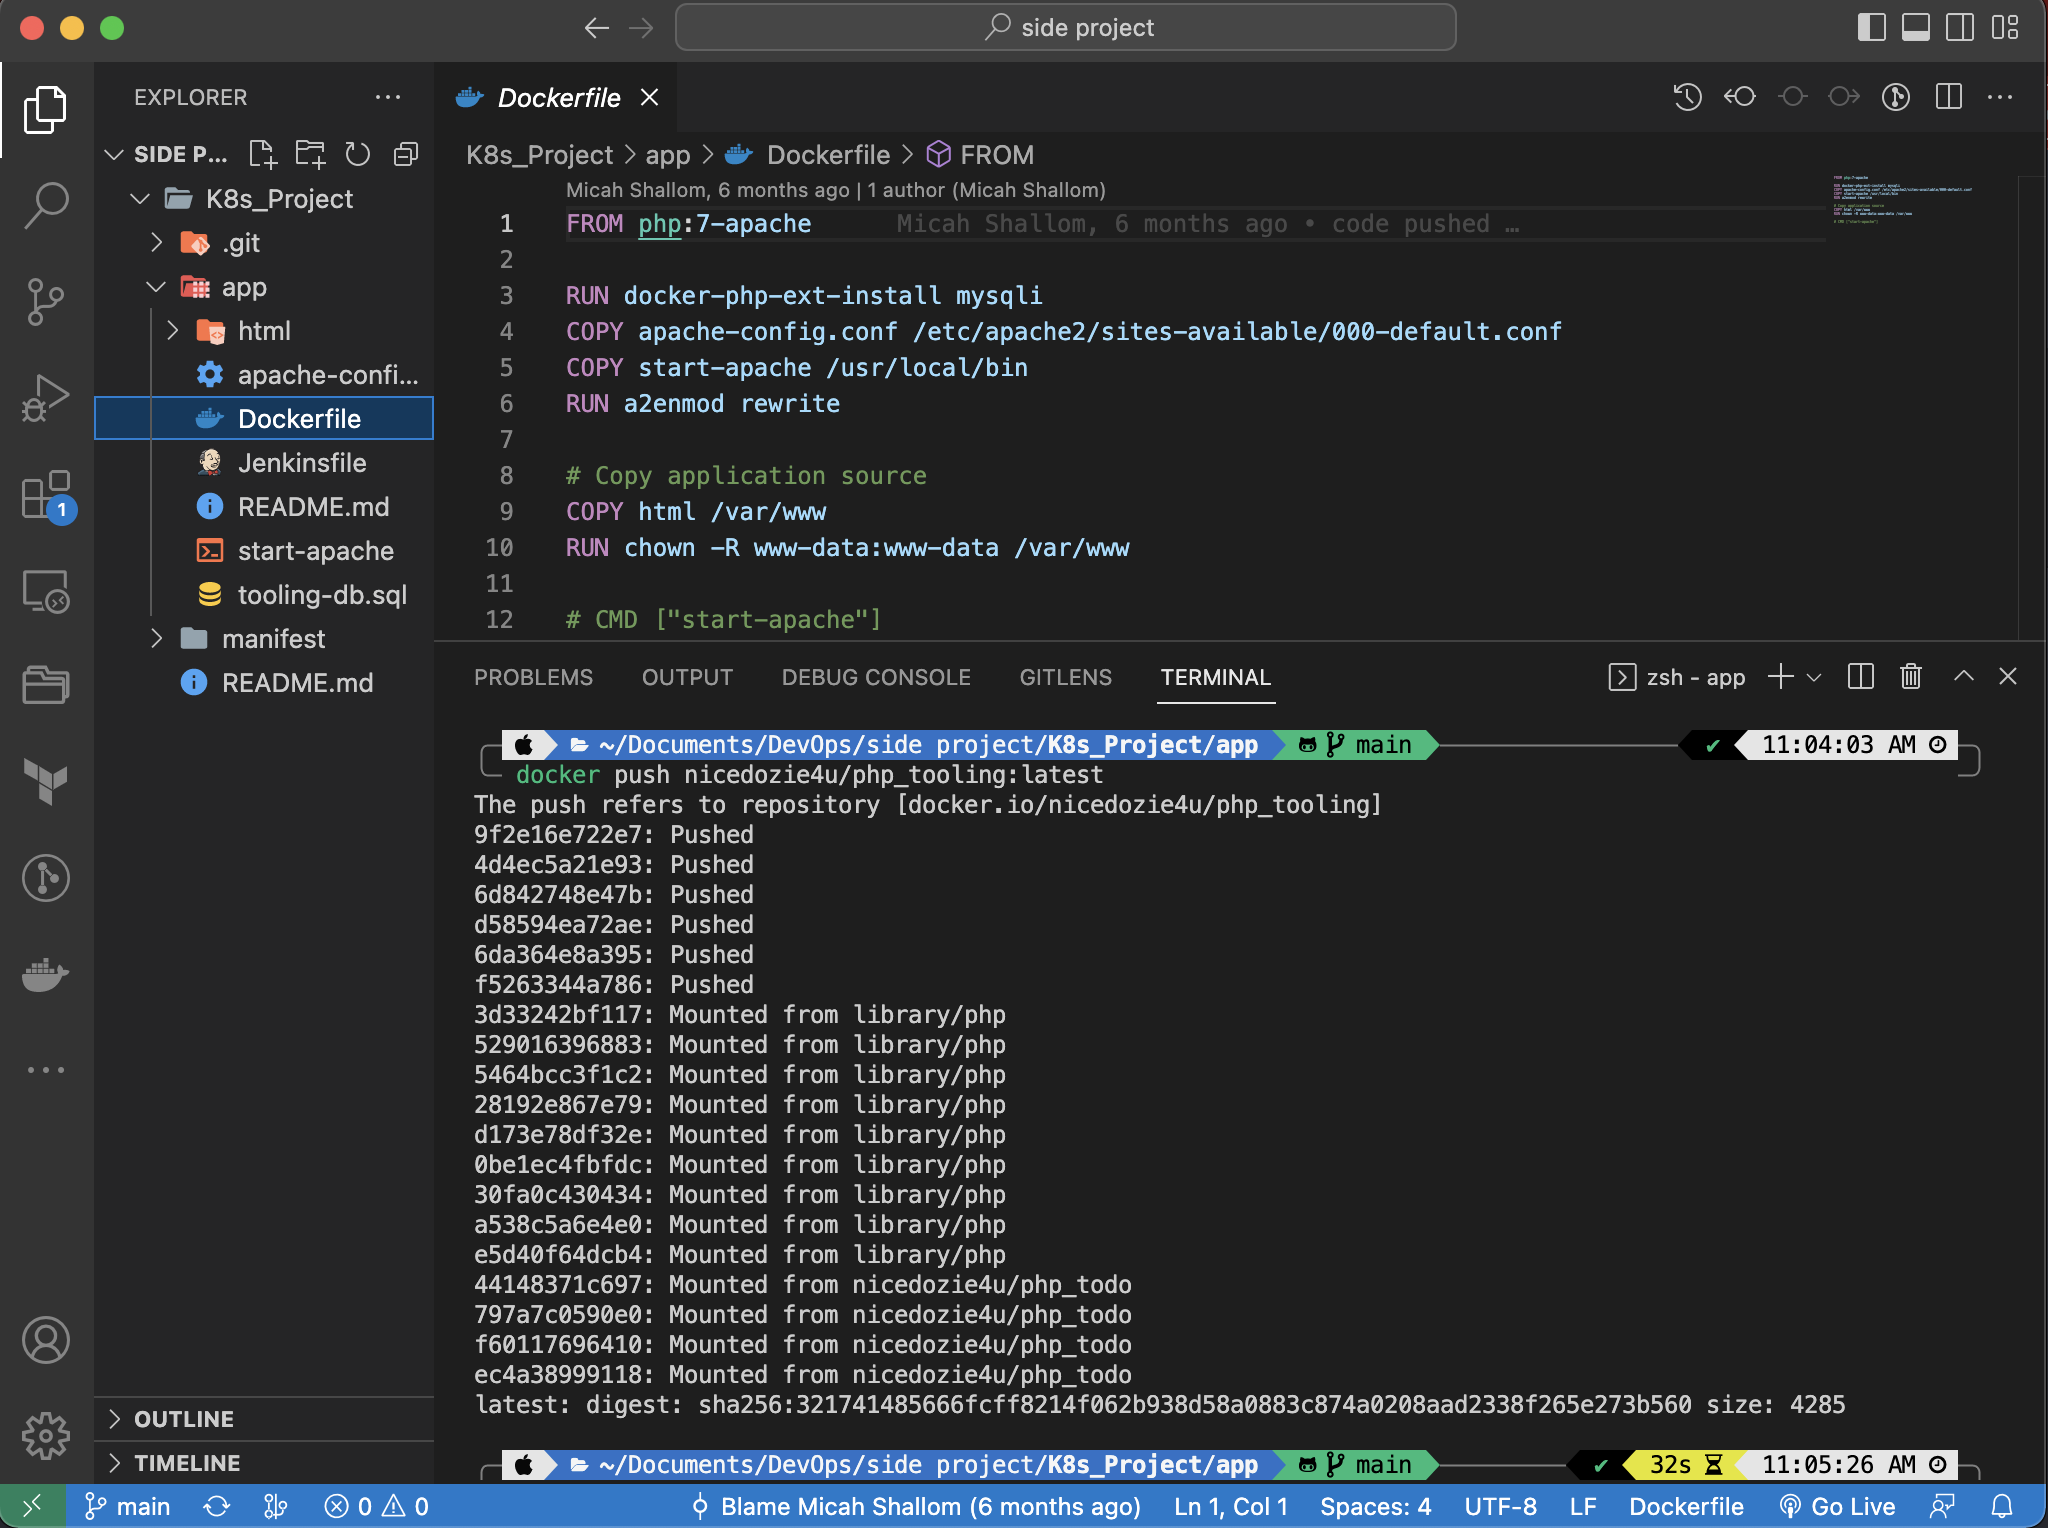 side project
EXPLORER
Dockerfile
SIDE P...
K8s_Project > app > Dockerfile > FROM
K8s_Project
.git
app
html
apache-confi...
Dockerfile
Jenkinsfile
README.md
start-apache
tooling-db.sql
manifest
README.md
1
Micah Shallom, 6 months ago | 1 author (Micah Shallom)
1 FROM php:7-apache Micah Shallom, 6 months ago • code pushed …
2
3 RUN docker-php-ext-install mysqli
4 COPY apache-config.conf /etc/apache2/sites-available/000-default.conf
5 COPY start-apache /usr/local/bin
6 RUN a2enmod rewrite
7
8 # Copy application source
9 COPY html /var/www
10 RUN chown -R www-data:www-data /var/www
11
12 # CMD ["start-apache"]
PROBLEMS OUTPUT DEBUG CONSOLE GITLENS TERMINAL zsh - app
~/Documents/DevOps/side project/K8s_Project/app main ✔ 11:04:03 AM
docker push nicedozie4u/php_tooling:latest
The push refers to repository [docker.io/nicedozie4u/php_tooling]
9f2e16e722e7: Pushed
4d4ec5a21e93: Pushed
6d842748e47b: Pushed
d58594ea72ae: Pushed
6da364e8a395: Pushed
f5263344a786: Pushed
3d33242bf117: Mounted from library/php
529016396883: Mounted from library/php
5464bcc3f1c2: Mounted from library/php
28192e867e79: Mounted from library/php
d173e78df32e: Mounted from library/php
0be1ec4fbfdc: Mounted from library/php
30fa0c430434: Mounted from library/php
a538c5a6e4e0: Mounted from library/php
e5d40f64dcb4: Mounted from library/php
44148371c697: Mounted from nicedozie4u/php_todo
797a7c0590e0: Mounted from nicedozie4u/php_todo
f60117696410: Mounted from nicedozie4u/php_todo
ec4a38999118: Mounted from nicedozie4u/php_todo
latest: digest: sha256:321741485666fcff8214f062b938d58a0883c874a0208aad2338f265e273b560 size: 4285
~/Documents/DevOps/side project/K8s_Project/app main ✔ 32s 11:05:26 AM
OUTLINE
TIMELINE
main 0 0 Blame Micah Shallom (6 months ago) Ln 1, Col 1 Spaces: 4 UTF-8 LF Dockerfile Go Live